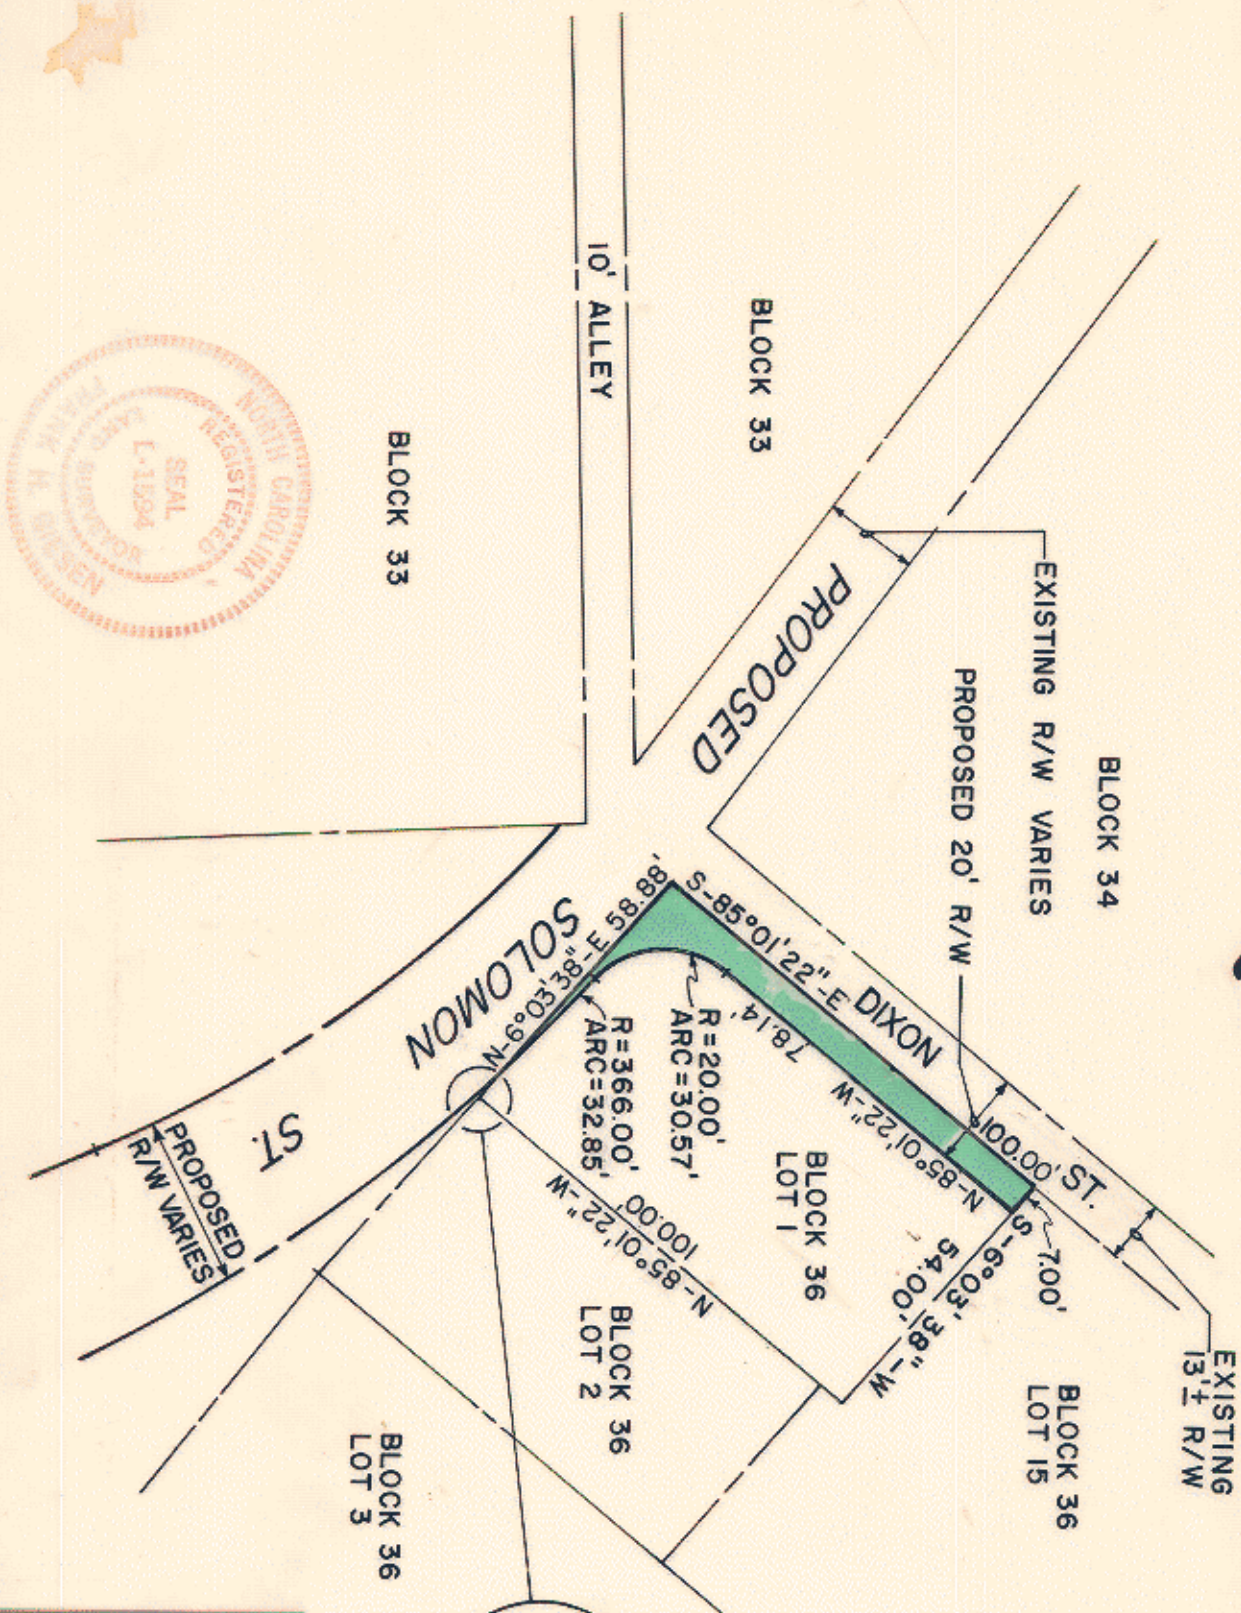 BLOCK 34
EXISTING R/W VARIES
PROPOSED 20' R/W
BLOCK 33
10' ALLEY
BLOCK 33
PROPOSED
SOLOMON
ST.
DIXON
ST.
PROPOSED
R/W VARIES
EXISTING
13'± R/W
S-85°01'22"-E
100.00'
7.00'
S-6°03'38"-W
54.00'
N-85°01'22"-W
78.14'
R=20.00'
ARC=30.57'
R=366.00'
ARC=32.85'
N-6°03'38"-E 58.88'
N-85°01'22"-W
100.00'
BLOCK 36
LOT 1
BLOCK 36
LOT 2
BLOCK 36
LOT 3
BLOCK 36
LOT 15
NORTH CAROLINA
REGISTERED
SEAL
L-1594
LAND SURVEYOR
FRANK H.